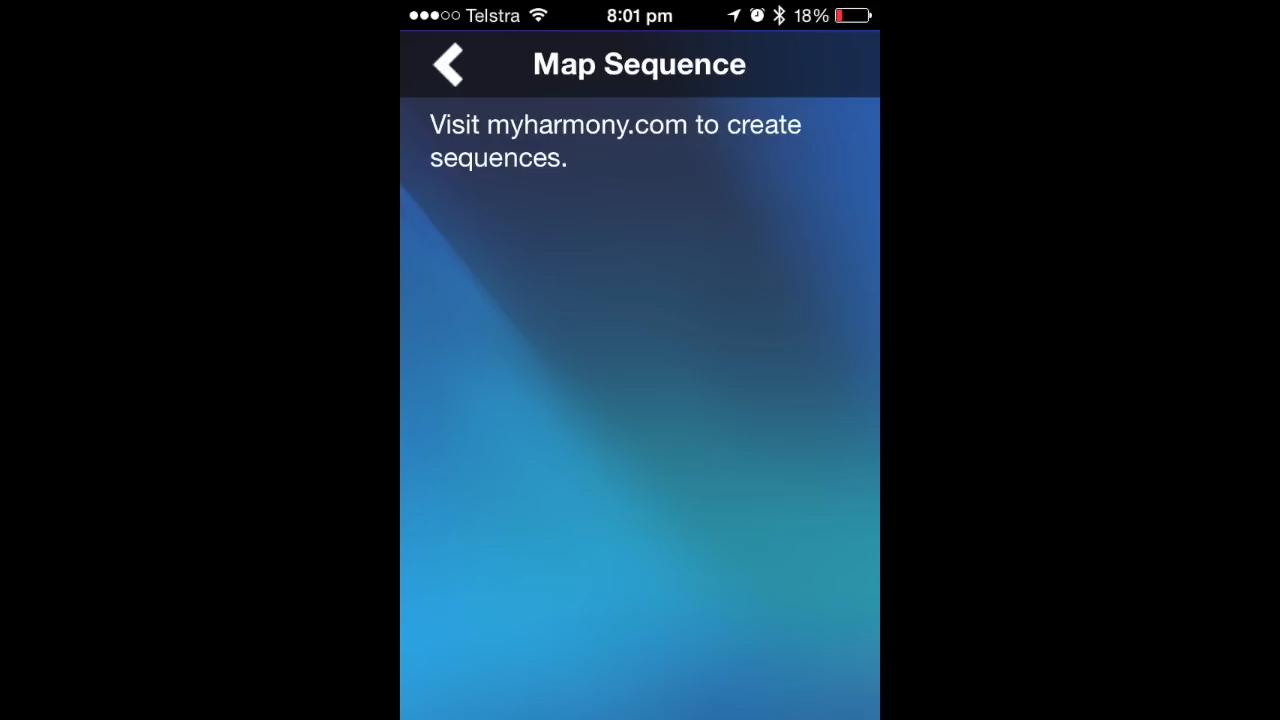 Telstra 8:01 pm 18%
Map Sequence
Visit myharmony.com to create
sequences.